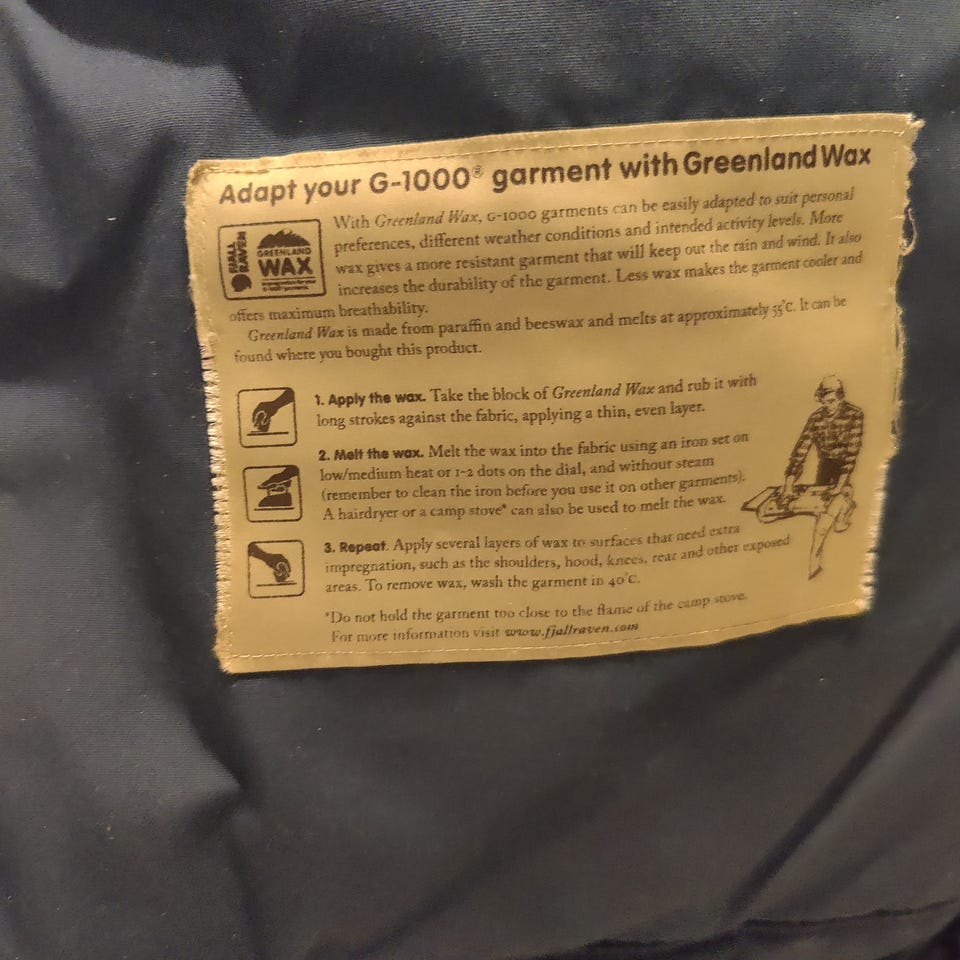 Adapt your G-1000® garment with Greenland Wax
FJÄLL
RÄVEN
GREENLAND
WAX
With Greenland Wax, G-1000 garments can be easily adapted to suit personal
preferences, different weather conditions and intended activity levels. More
wax gives a more resistant garment that will keep out the rain and wind. It also
increases the durability of the garment. Less wax makes the garment cooler and
offers maximum breathability.
Greenland Wax is made from paraffin and beeswax and melts at approximately 55°C. It can be
found where you bought this product.
1. Apply the wax. Take the block of Greenland Wax and rub it with
long strokes against the fabric, applying a thin, even layer.
2. Melt the wax. Melt the wax into the fabric using an iron set on
low/medium heat or 1-2 dots on the dial, and without steam
(remember to clean the iron before you use it on other garments).
A hairdryer or a camp stove* can also be used to melt the wax.
3. Repeat. Apply several layers of wax to surfaces that need extra
impregnation, such as the shoulders, hood, knees, rear and other exposed
areas. To remove wax, wash the garment in 40°C.
*Do not hold the garment too close to the flame of the camp stove.
For more information visit www.fjallraven.com